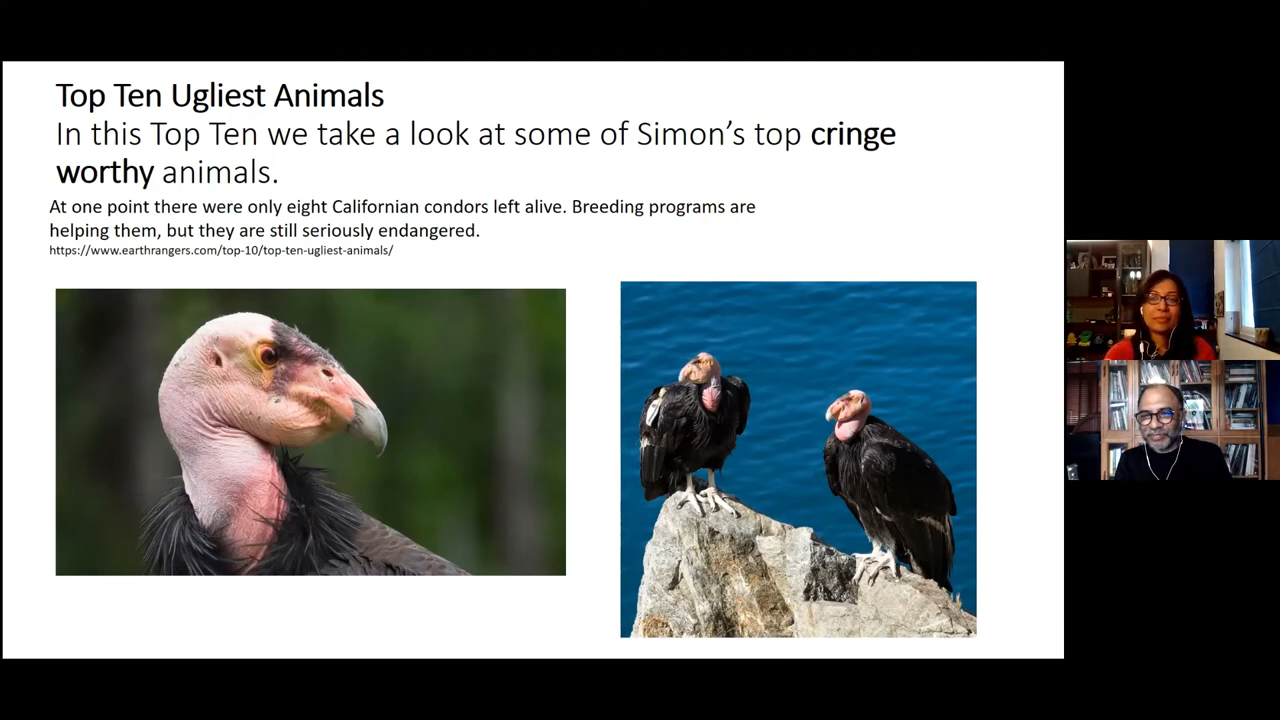 Top Ten Ugliest Animals
In this Top Ten we take a look at some of Simon’s top cringe
worthy animals.
At one point there were only eight Californian condors left alive. Breeding programs are
helping them, but they are still seriously endangered.
https://www.earthrangers.com/top-10/top-ten-ugliest-animals/